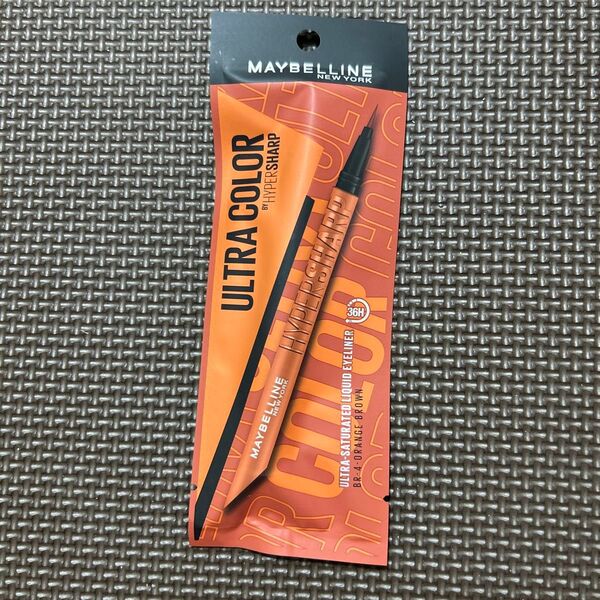 MAYBELLINE
NEW YORK
ULTRA COLOR
BY HYPERSHARP
HYPERSHARP
MAYBELLINE
NEW YORK
36H
COLOR
ULTRA-SATURATED LIQUID EYELINER
BR-4-ORANGE BROWN